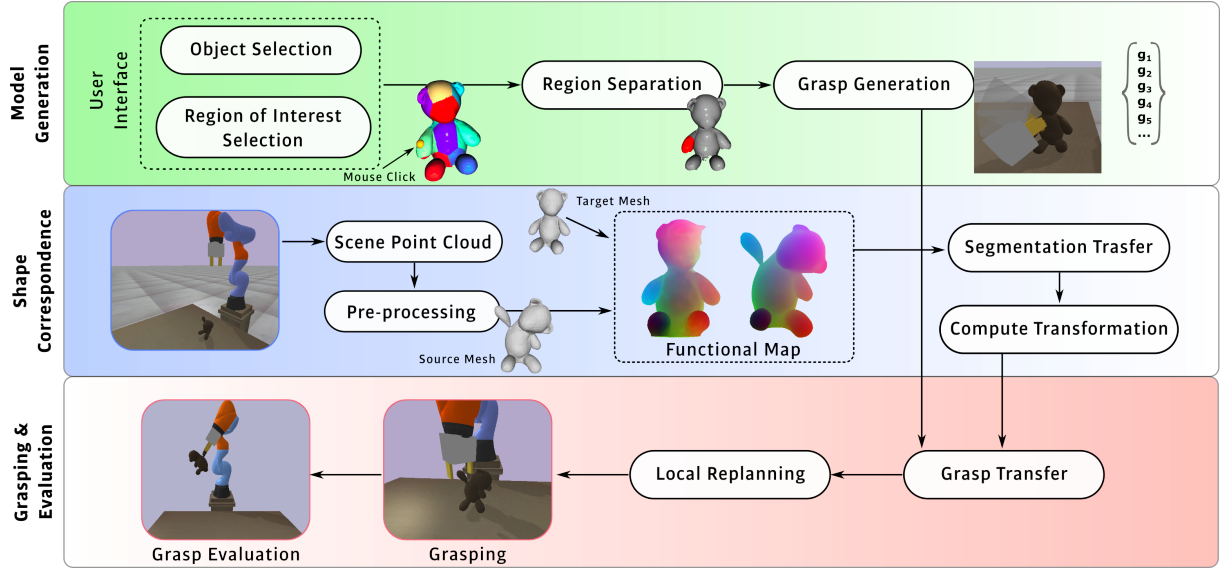 Model
Generation
User
Interface
Object Selection
Region of Interest
Selection
Mouse Click
Region Separation
Grasp Generation
g1
g2
g3
g4
g5
...
Shape
Correspondence
Scene Point Cloud
Pre-processing
Source Mesh
Target Mesh
Functional Map
Segmentation Trasfer
Compute Transformation
Grasping &
Evaluation
Grasp Evaluation
Grasping
Local Replanning
Grasp Transfer